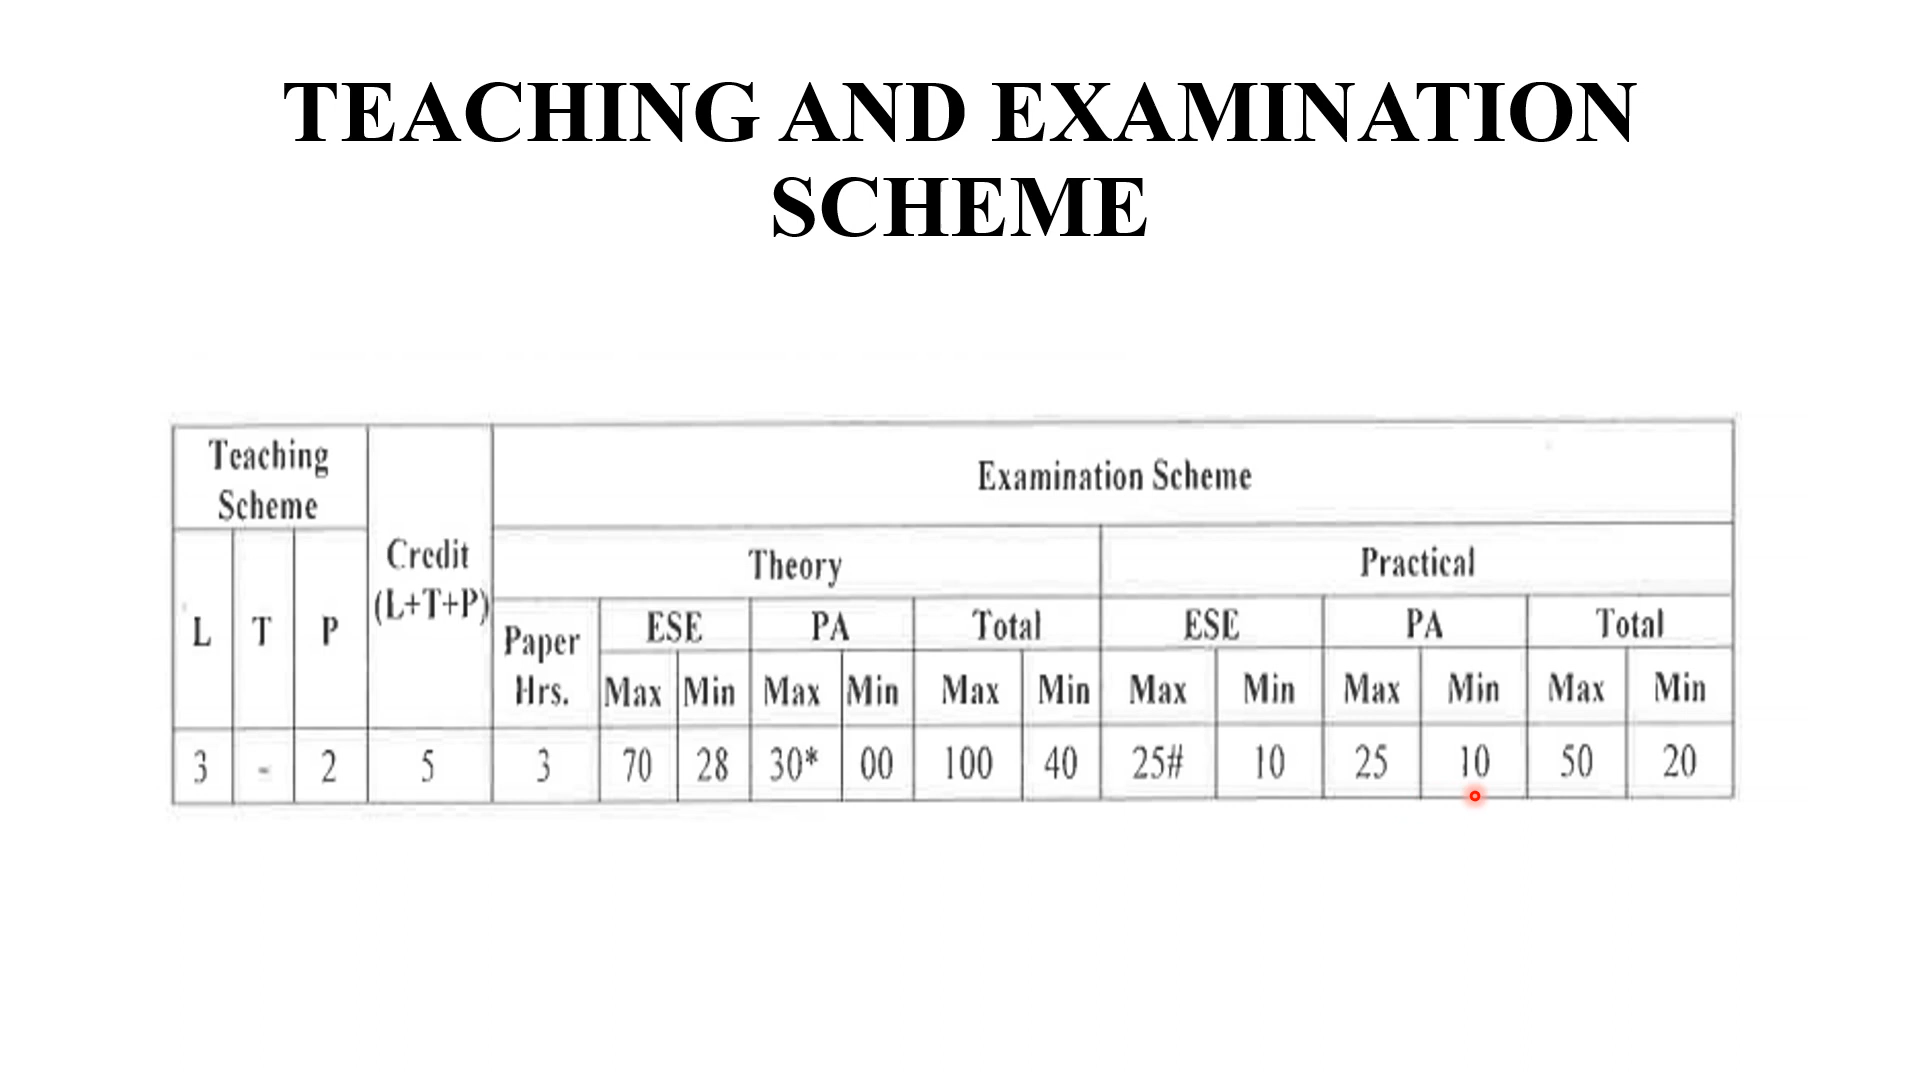 TEACHING AND EXAMINATION
SCHEME
Teaching
Scheme
Credit
(L+T+P)
Examination Scheme
L T P
Theory
Practical
Paper
Hrs.
ESE PA Total ESE PA Total
Max Min Max Min Max Min Max Min Max Min Max Min
3 - 2 5 3 70 28 30* 00 100 40 25# 10 25 10 50 20